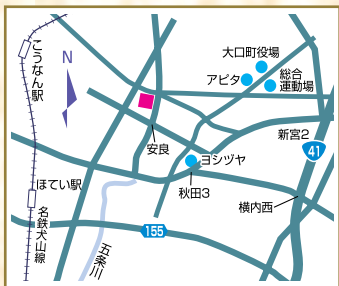 大口町役場
こうなん駅
N
アピタ
総合
運動場
安良
新宮2
41
ヨシヅヤ
ほてい駅
秋田3
横内西
名鉄犬山線
155
五条川